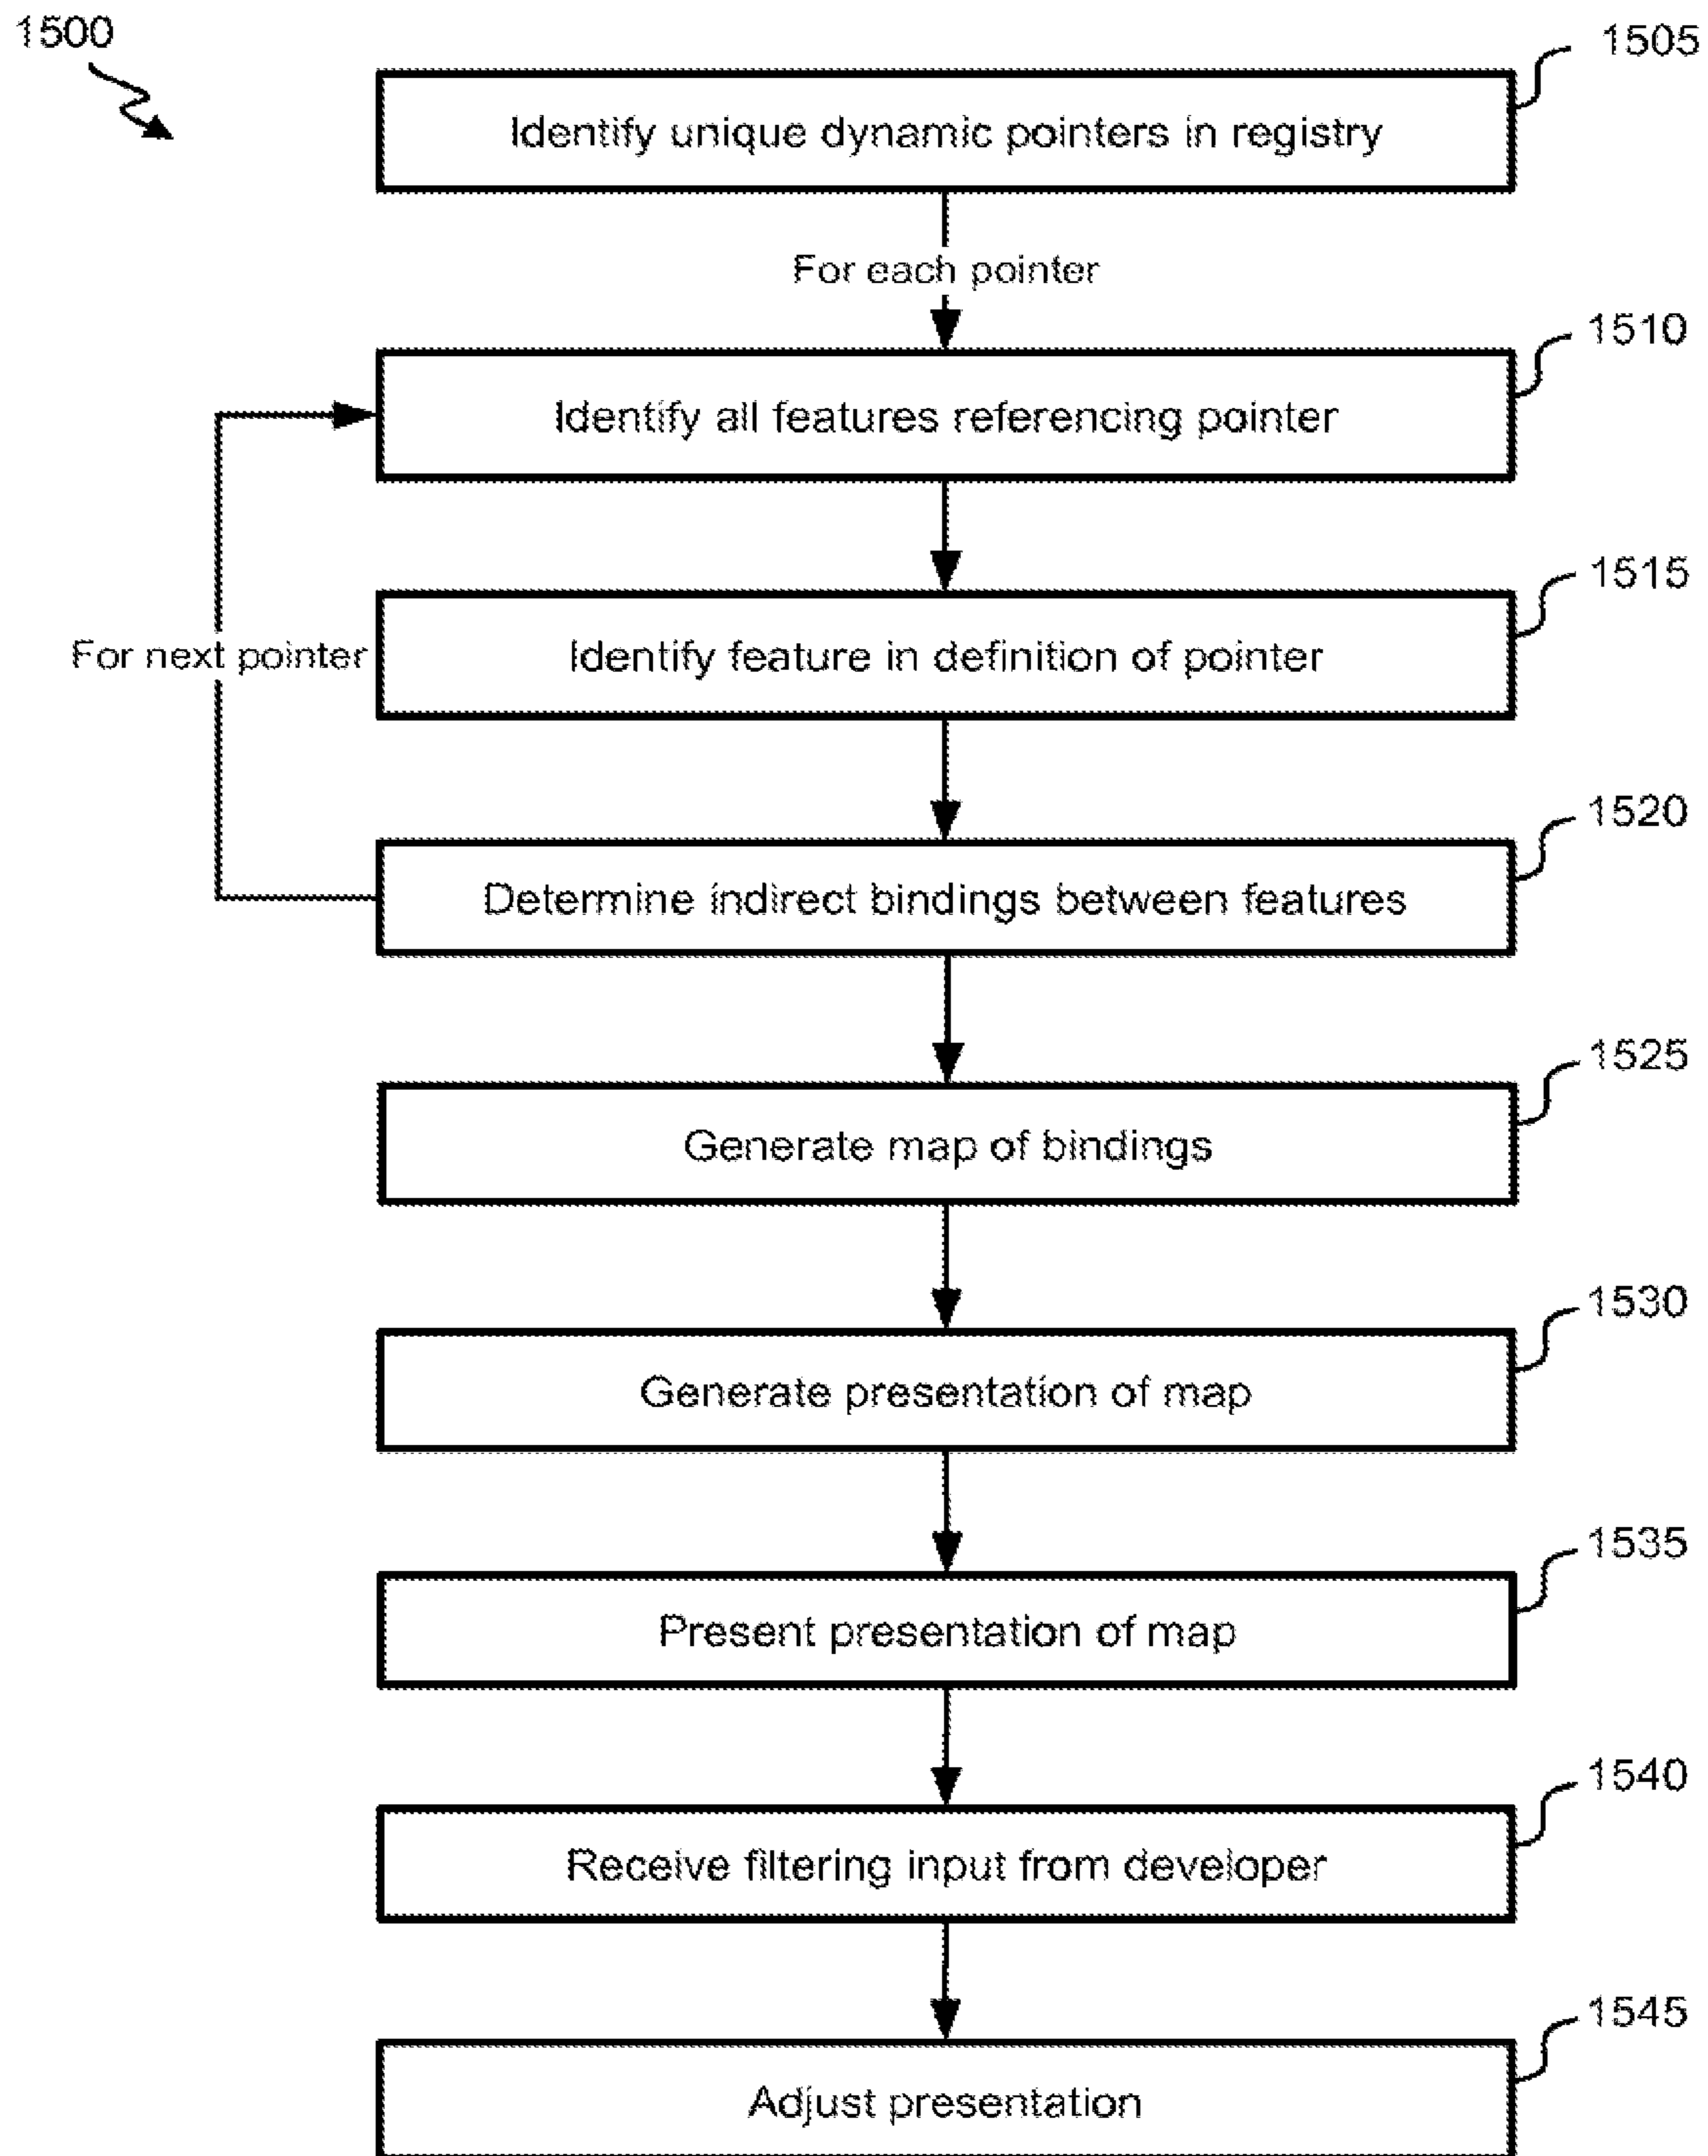 1500
1505
Identify unique dynamic pointers in registry
For each pointer
1510
Identify all features referencing pointer
1515
For next pointer
Identify feature in definition of pointer
1520
Determine indirect bindings between features
1525
Generate map of bindings
1530
Generate presentation of map
1535
Present presentation of map
1540
Receive filtering input from developer
1545
Adjust presentation